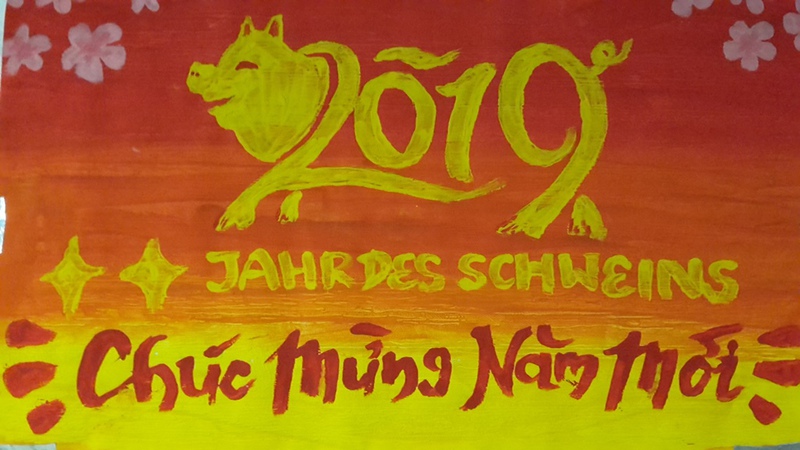 2019
JAHR DES SCHWEINS
Chúc Mừng Năm Mới